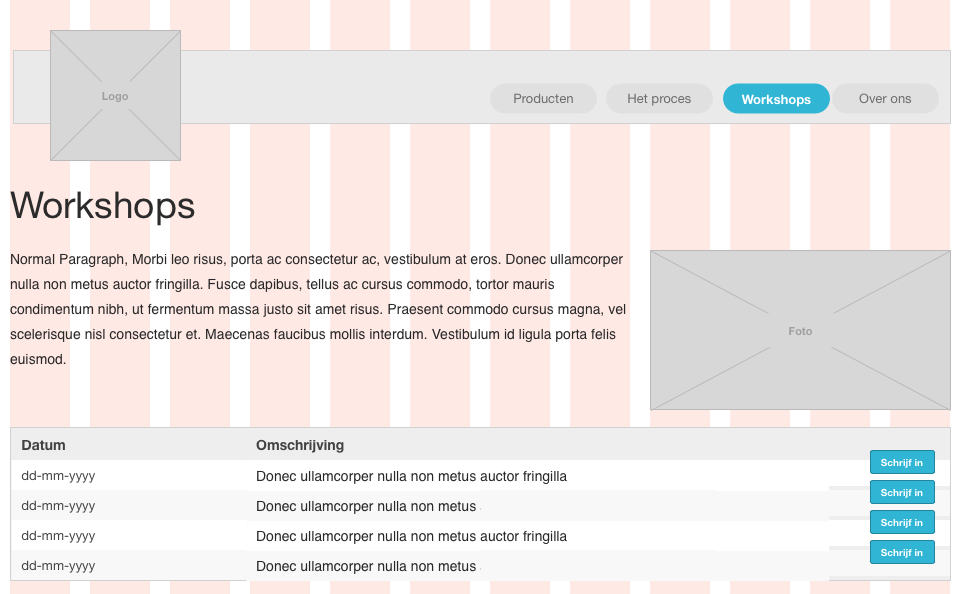 Logo
Producten
Het proces
Workshops
Over ons
Workshops
Normal Paragraph, Morbi leo risus, porta ac consectetur ac, vestibulum at eros. Donec ullamcorper
nulla non metus auctor fringilla. Fusce dapibus, tellus ac cursus commodo, tortor mauris
condimentum nibh, ut fermentum massa justo sit amet risus. Praesent commodo cursus magna, vel
scelerisque nisl consectetur et. Maecenas faucibus mollis interdum. Vestibulum id ligula porta felis
euismod.
Foto
Datum Omschrijving
dd-mm-yyyy Donec ullamcorper nulla non metus auctor fringilla Schrijf in
dd-mm-yyyy Donec ullamcorper nulla non metus Schrijf in
dd-mm-yyyy Donec ullamcorper nulla non metus auctor fringilla Schrijf in
dd-mm-yyyy Donec ullamcorper nulla non metus Schrijf in